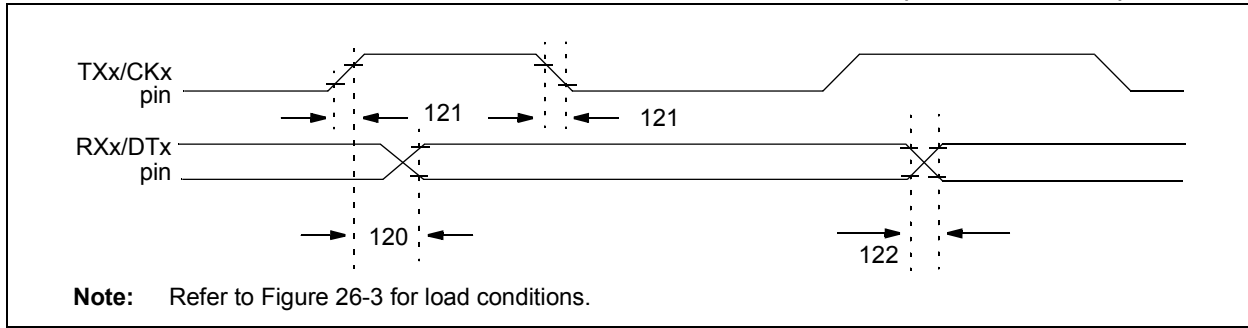 TXx/CKx
pin
121
121
RXx/DTx
pin
120
122
Note: Refer to Figure 26-3 for load conditions.